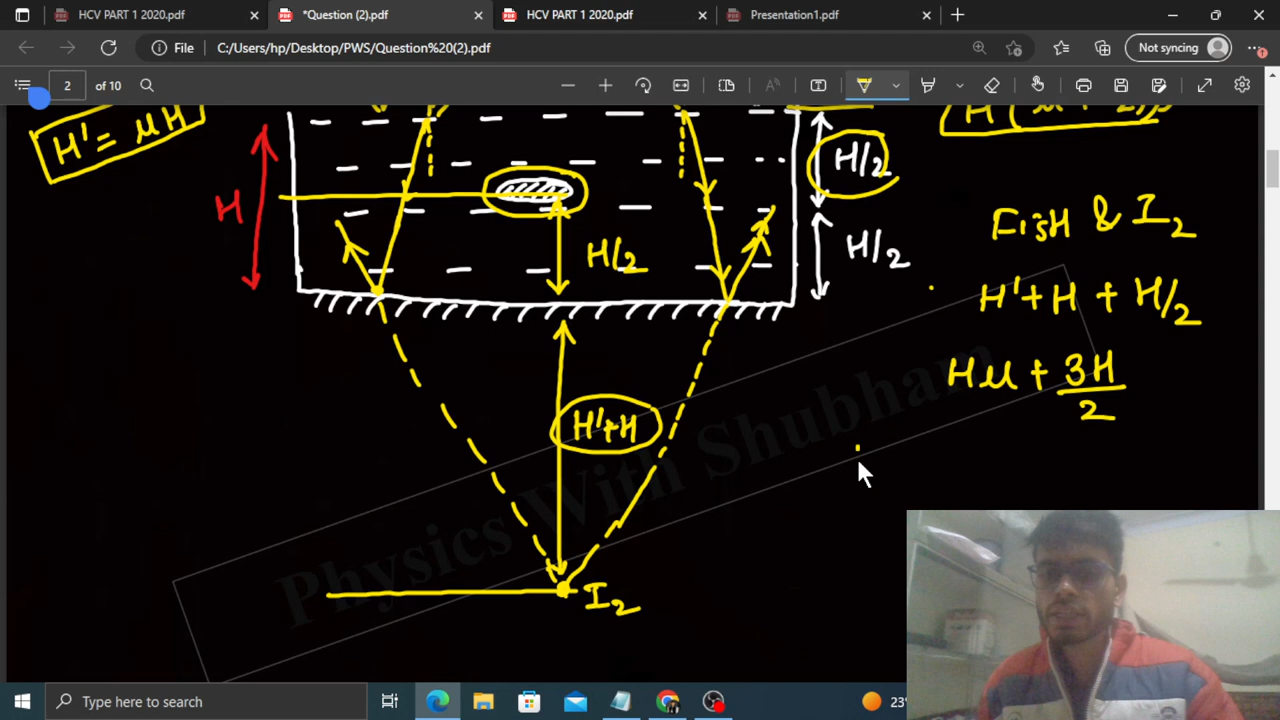 HCV PART 1 2020.pdf
*Question (2).pdf
HCV PART 1 2020.pdf
Presentation1.pdf
File C:/Users/hp/Desktop/PWS/Question%20(2).pdf
Not syncing
2 of 10
H' = μH
H/2
H
H/2
H/2
Fish & I₂
H'+H + H/2
Hμ + 3H/2
H'+H
Physics With Shubham
I₂
Type here to search